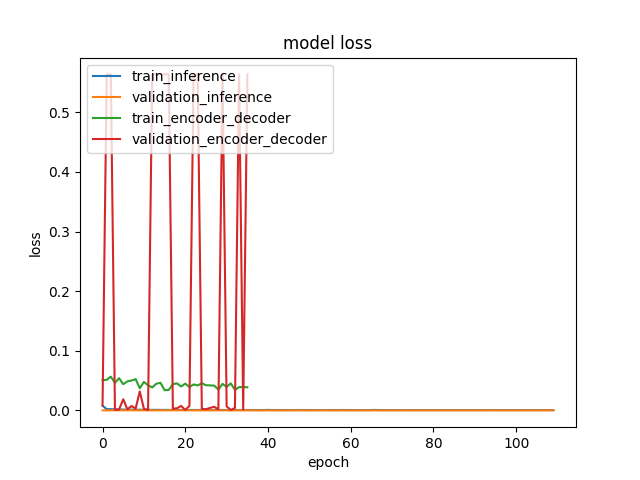 model loss
train_inference
validation_inference
train_encoder_decoder
validation_encoder_decoder
loss
0.5
0.4
0.3
0.2
0.1
0.0
0 20 40 60 80 100
epoch